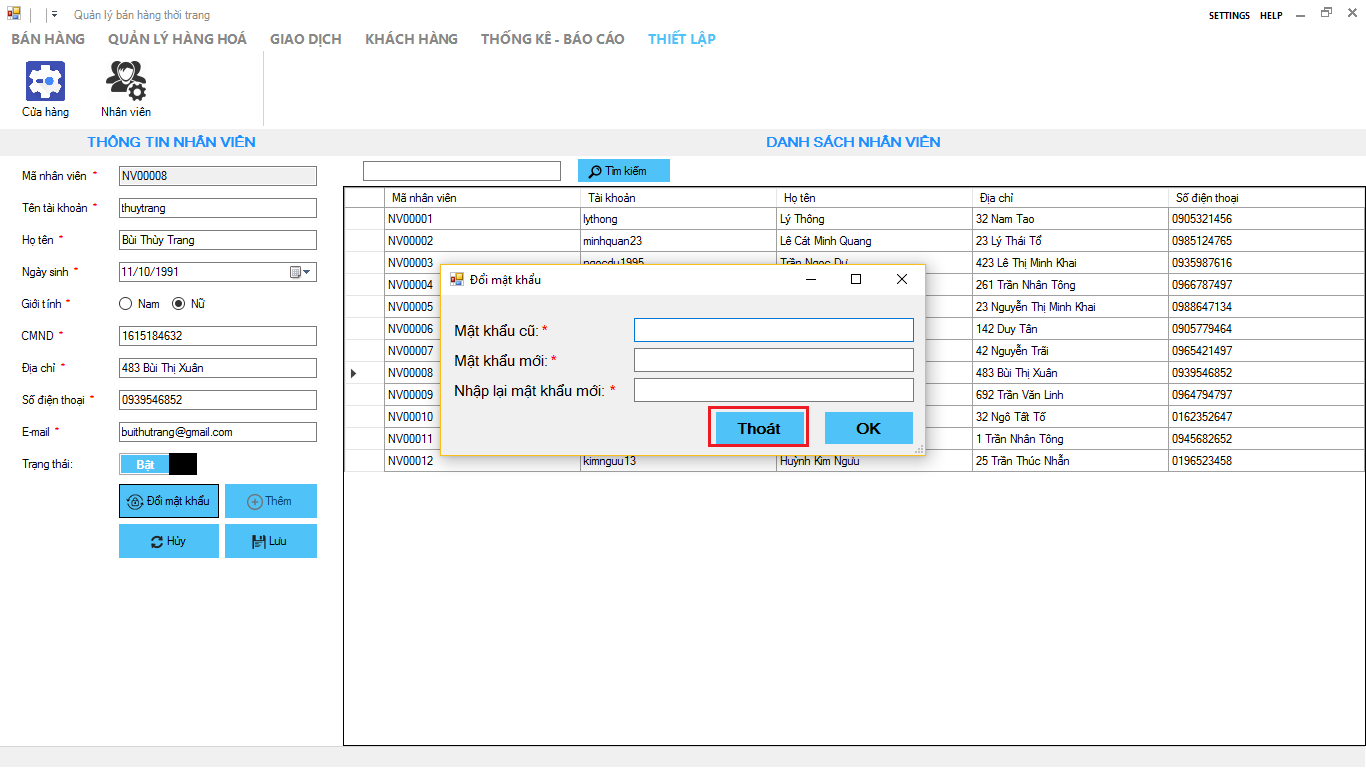 Quản lý bán hàng thời trang
SETTINGS HELP
BÁN HÀNG QUẢN LÝ HÀNG HOÁ GIAO DỊCH KHÁCH HÀNG THỐNG KÊ - BÁO CÁO THIẾT LẬP
Cửa hàng Nhân viên
THÔNG TIN NHÂN VIÊN
Mã nhân viên * NV00008
Tên tài khoản * thuytrang
Họ tên * Bùi Thùy Trang
Ngày sinh * 11/10/1991
Giới tính * Nam Nữ
CMND * 1615184632
Địa chỉ * 483 Bùi Thị Xuân
Số điện thoại * 0939546852
E-mail * buithutrang@gmail.com
Trạng thái: Bật
Đổi mật khẩu Thêm
Hủy Lưu
DANH SÁCH NHÂN VIÊN
Tìm kiếm
Mã nhân viên Tài khoản Họ tên Địa chỉ Số điện thoại
NV00001 lythong Lý Thông 32 Nam Tao 0905321456
NV00002 minhquan23 Lê Cát Minh Quang 23 Lý Thái Tổ 0985124765
NV00003 ngocdu1995 Trần Ngọc Dư 423 Lê Thị Minh Khai 0935987616
NV00004 261 Trần Nhân Tông 0966787497
NV00005 23 Nguyễn Thị Minh Khai 0988647134
NV00006 142 Duy Tân 0905779464
NV00007 42 Nguyễn Trãi 0965421497
NV00008 483 Bùi Thị Xuân 0939546852
NV00009 692 Trần Văn Linh 0964794797
NV00010 32 Ngô Tất Tố 0162352647
NV00011 1 Trần Nhân Tông 0945682652
NV00012 kimnguu13 Huỳnh Kim Ngưu 25 Trần Thúc Nhẫn 0196523458
Đổi mật khẩu
Mật khẩu cũ: *
Mật khẩu mới: *
Nhập lại mật khẩu mới: *
Thoát OK